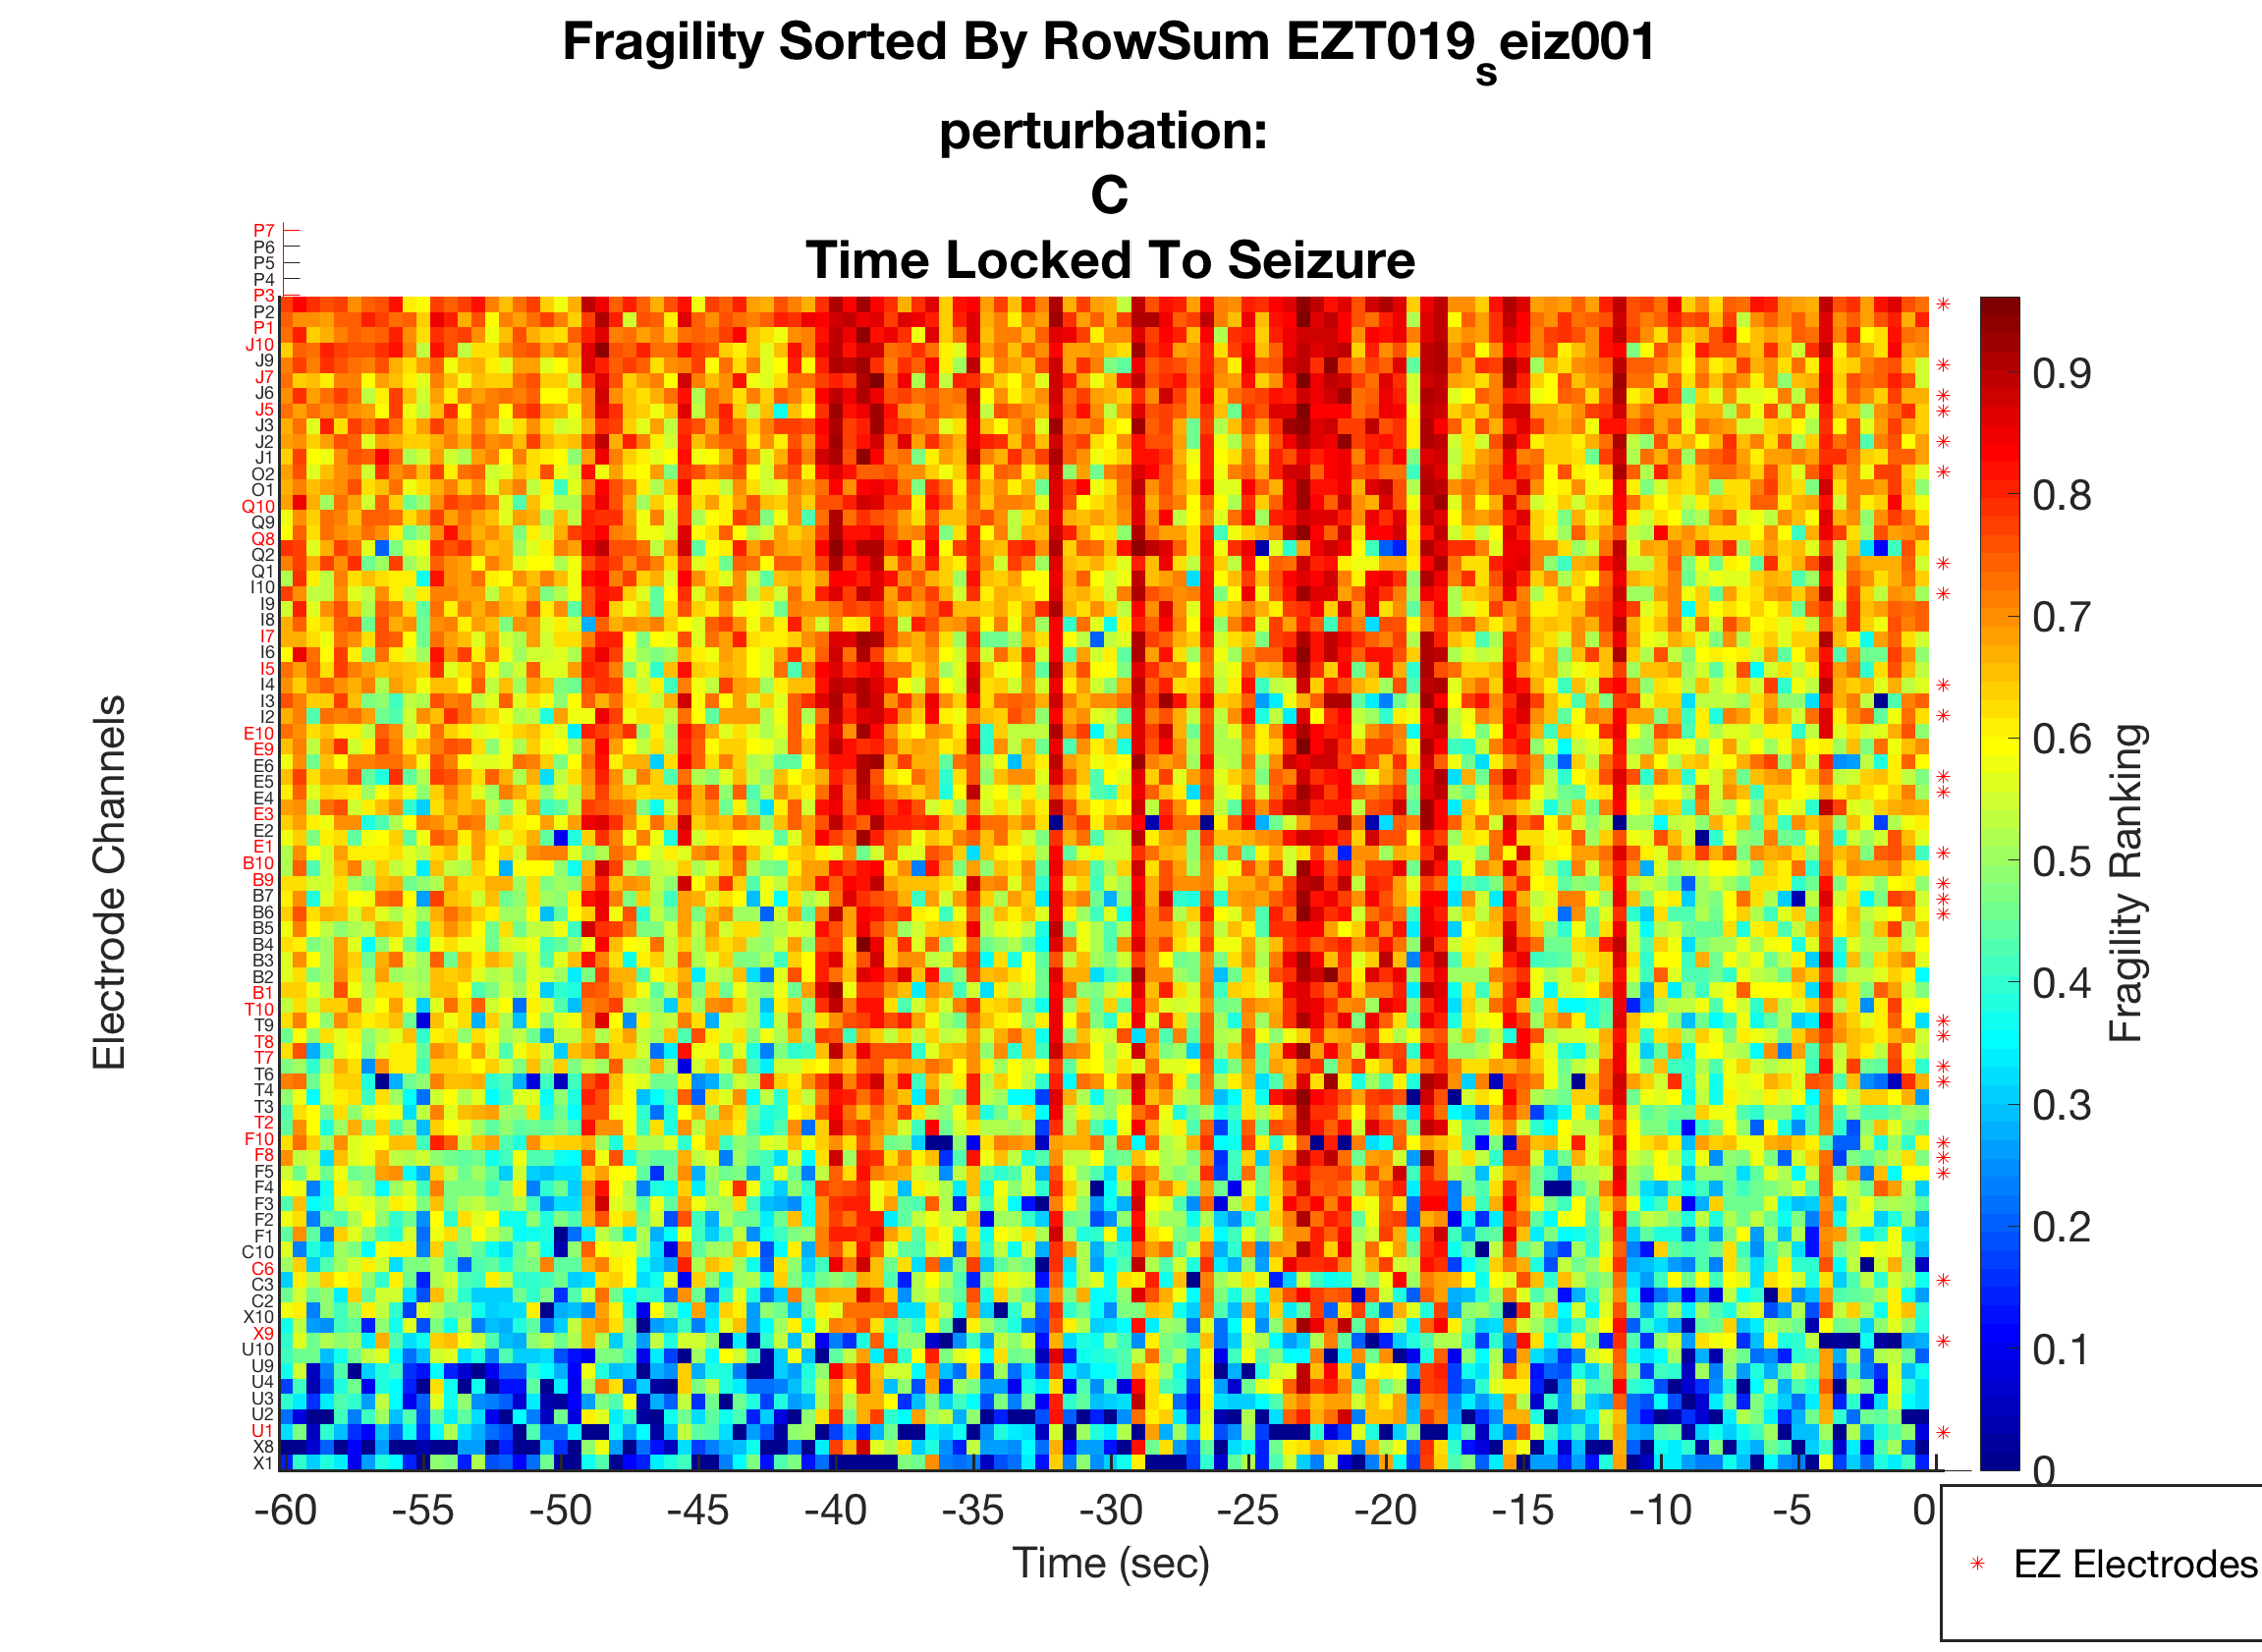 Fragility Sorted By RowSum EZT019seiz001
perturbation:
C
Time Locked To Seizure
P7
P6
P5
P4
P3
P2
P1
J10
J9
J7
J6
J5
J3
J2
J1
O2
O1
Q10
Q9
Q8
Q2
Q1
I10
I9
I8
I7
I6
I5
I4
I3
I2
E10
E9
E6
E5
E4
E3
E2
E1
B10
B9
B7
B6
B5
B4
B3
B2
B1
T10
T9
T8
T7
T6
T4
T3
T2
F10
F8
F5
F4
F3
F2
F1
C10
C6
C3
C2
X10
X9
U10
U9
U4
U3
U2
U1
X8
X1
Electrode Channels
-60 -55 -50 -45 -40 -35 -30 -25 -20 -15 -10 -5 0
Time (sec)
0.9
0.8
0.7
0.6
0.5
0.4
0.3
0.2
0.1
0
Fragility Ranking
EZ Electrodes